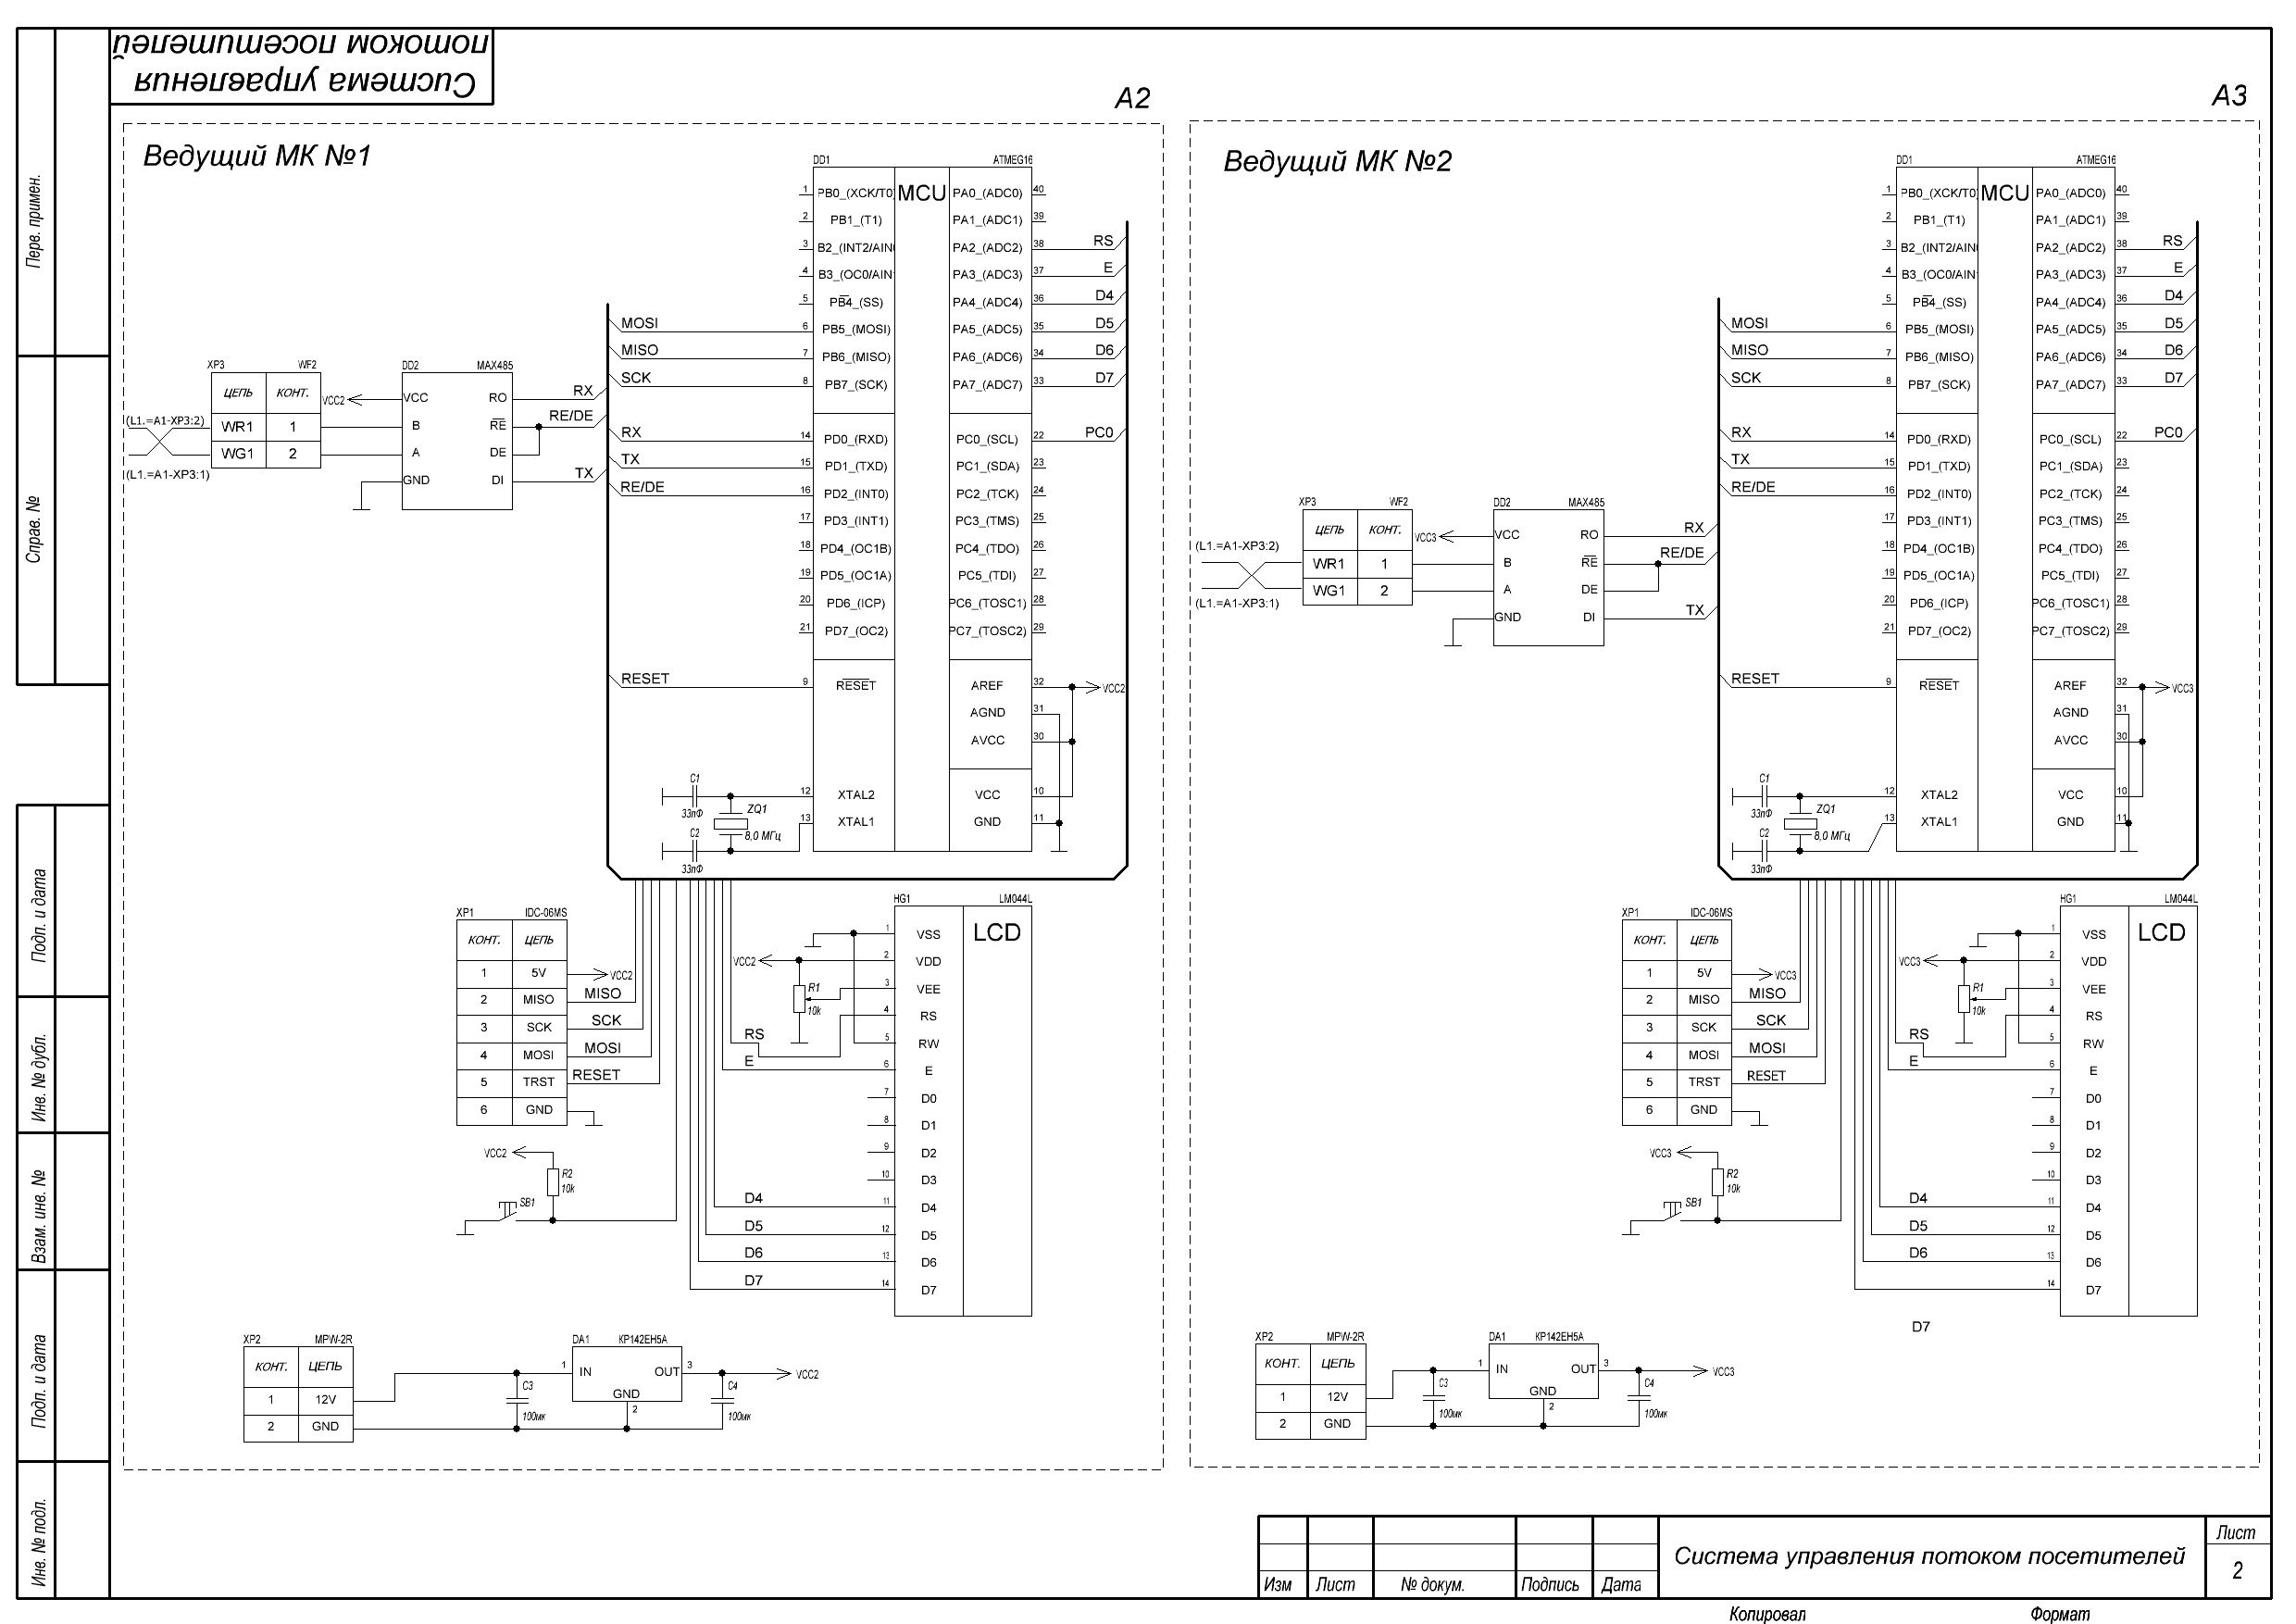 Система управления
потоком посетителей
Перв. примен.
Справ. №
Подп. и дата
Инв. № дубл.
Взам. инв. №
Подп. и дата
Инв. № подл.
A2
Ведущий МК №1
DD1 ATMEG16
MCU
1 PB0_(XCK/T0) PA0_(ADC0) 40
2 PB1_(T1) PA1_(ADC1) 39
3 B2_(INT2/AIN0 PA2_(ADC2) 38 RS
4 B3_(OC0/AIN PA3_(ADC3) 37 E
5 PB4_(SS) PA4_(ADC4) 36 D4
MOSI 6 PB5_(MOSI) PA5_(ADC5) 35 D5
MISO 7 PB6_(MISO) PA6_(ADC6) 34 D6
SCK 8 PB7_(SCK) PA7_(ADC7) 33 D7
RX 14 PD0_(RXD) PC0_(SCL) 22 PC0
TX 15 PD1_(TXD) PC1_(SDA) 23
RE/DE 16 PD2_(INT0) PC2_(TCK) 24
17 PD3_(INT1) PC3_(TMS) 25
18 PD4_(OC1B) PC4_(TDO) 26
19 PD5_(OC1A) PC5_(TDI) 27
20 PD6_(ICP) PC6_(TOSC1) 28
21 PD7_(OC2) PC7_(TOSC2) 29
RESET 9 RESET AREF 32 VCC2
AGND 31
AVCC 30
12 XTAL2 VCC 10
13 XTAL1 GND 11
C1
33пФ
C2
33пФ
ZQ1
8,0 МГц
XP3 WF2
ЦЕПЬ КОНТ.
(L1.=A1-XP3:2)
WR1 1
WG1 2
(L1.=A1-XP3:1)
DD2 MAX485
VCC2 VCC RO RX
B RE RE/DE
A DE
GND DI TX
XP1 IDC-06MS
КОНТ. ЦЕПЬ
1 5V VCC2
2 MISO MISO
3 SCK SCK
4 MOSI MOSI
5 TRST RESET
6 GND
VCC2
R2
10k
SB1
HG1 LM044L
LCD
1 VSS
VCC2 2 VDD
R1
10k
3 VEE
RS 4 RS
5 RW
E 6 E
7 D0
8 D1
9 D2
10 D3
D4 11 D4
D5 12 D5
D6 13 D6
D7 14 D7
XP2 MPW-2R
КОНТ. ЦЕПЬ
1 12V
2 GND
DA1 КР142ЕН5А
1 IN OUT 3 VCC2
GND
2
C3
100мк
C4
100мк
A3
Ведущий МК №2
DD1 ATMEG16
MCU
1 PB0_(XCK/T0) PA0_(ADC0) 40
2 PB1_(T1) PA1_(ADC1) 39
3 B2_(INT2/AIN0 PA2_(ADC2) 38 RS
4 B3_(OC0/AIN PA3_(ADC3) 37 E
5 PB4_(SS) PA4_(ADC4) 36 D4
MOSI 6 PB5_(MOSI) PA5_(ADC5) 35 D5
MISO 7 PB6_(MISO) PA6_(ADC6) 34 D6
SCK 8 PB7_(SCK) PA7_(ADC7) 33 D7
RX 14 PD0_(RXD) PC0_(SCL) 22 PC0
TX 15 PD1_(TXD) PC1_(SDA) 23
RE/DE 16 PD2_(INT0) PC2_(TCK) 24
17 PD3_(INT1) PC3_(TMS) 25
18 PD4_(OC1B) PC4_(TDO) 26
19 PD5_(OC1A) PC5_(TDI) 27
20 PD6_(ICP) PC6_(TOSC1) 28
21 PD7_(OC2) PC7_(TOSC2) 29
RESET 9 RESET AREF 32 VCC3
AGND 31
AVCC 30
12 XTAL2 VCC 10
13 XTAL1 GND 11
C1
33пФ
C2
33пФ
ZQ1
8,0 МГц
XP3 WF2
ЦЕПЬ КОНТ.
(L1.=A1-XP3:2)
WR1 1
WG1 2
(L1.=A1-XP3:1)
DD2 MAX485
VCC3 VCC RO RX
B RE RE/DE
A DE
GND DI TX
XP1 IDC-06MS
КОНТ. ЦЕПЬ
1 5V VCC3
2 MISO MISO
3 SCK SCK
4 MOSI MOSI
5 TRST RESET
6 GND
VCC3
R2
10k
SB1
HG1 LM044L
LCD
1 VSS
VCC3 2 VDD
R1
10k
3 VEE
RS 4 RS
5 RW
E 6 E
7 D0
8 D1
9 D2
10 D3
D4 11 D4
D5 12 D5
D6 13 D6
14 D7
D7
XP2 MPW-2R
КОНТ. ЦЕПЬ
1 12V
2 GND
DA1 КР142ЕН5А
1 IN OUT 3 VCC3
GND
2
C3
100мк
C4
100мк
Изм Лист № докум. Подпись Дата
Система управления потоком посетителей
Лист
2
Копировал Формат